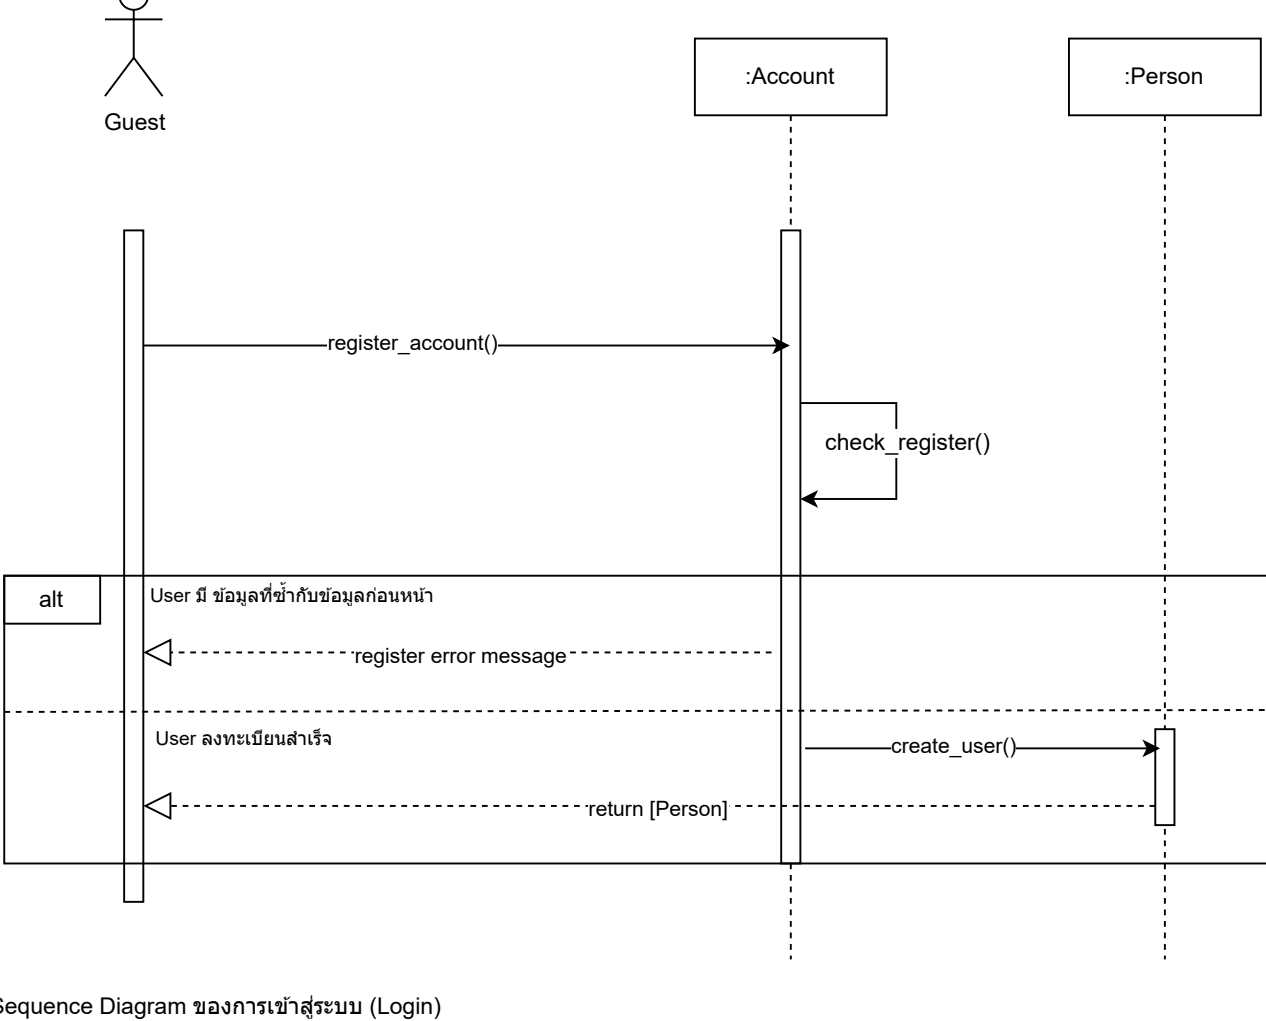 Guest
:Account
:Person
register_account()
check_register()
alt
User มี ข้อมูลที่ซ้ำกับข้อมูลก่อนหน้า
register error message
User ลงทะเบียนสำเร็จ
create_user()
return [Person]
Sequence Diagram ของการเข้าสู่ระบบ (Login)